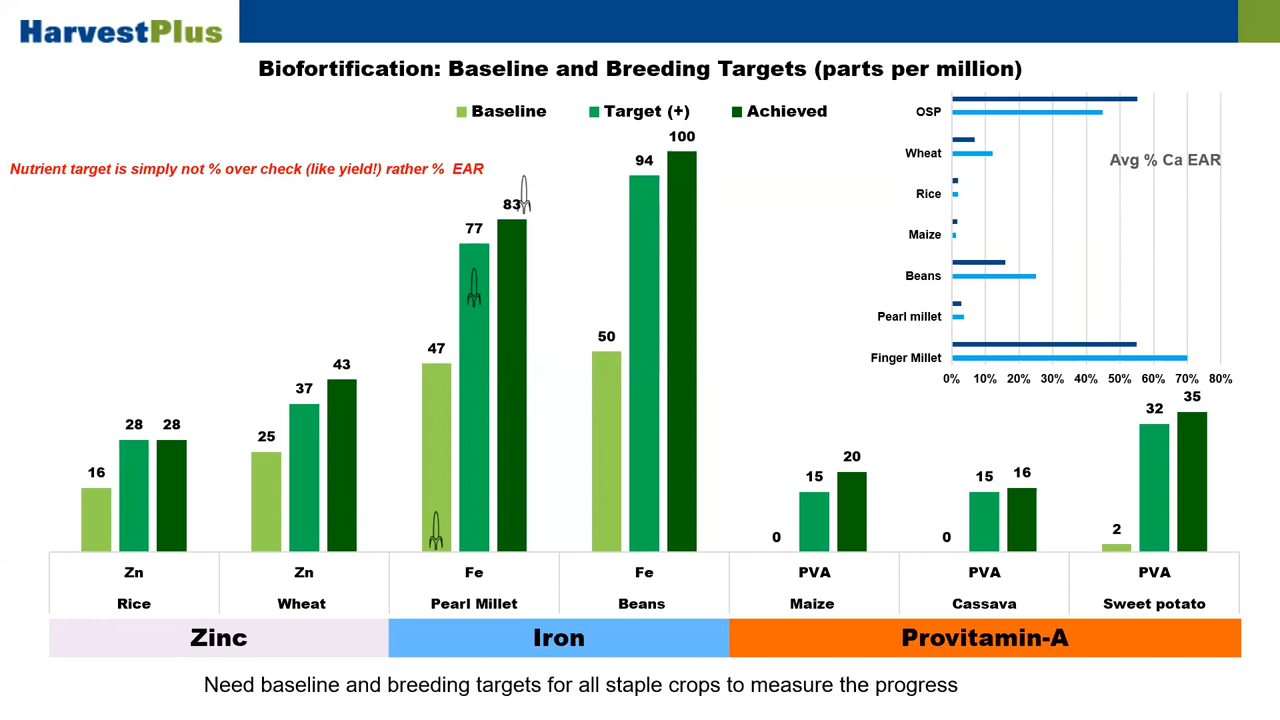 HarvestPlus
Biofortification: Baseline and Breeding Targets (parts per million)
Baseline Target (+) Achieved
Nutrient target is simply not % over check (like yield!) rather % EAR
16 28 28
25 37 43
47 77 83
50 94 100
0 15 20
0 15 16
2 32 35
Zn Zn Fe Fe PVA PVA PVA
Rice Wheat Pearl Millet Beans Maize Cassava Sweet potato
Zinc Iron Provitamin-A
Avg % Ca EAR
OSP
Wheat
Rice
Maize
Beans
Pearl millet
Finger Millet
0% 10% 20% 30% 40% 50% 60% 70% 80%
Need baseline and breeding targets for all staple crops to measure the progress